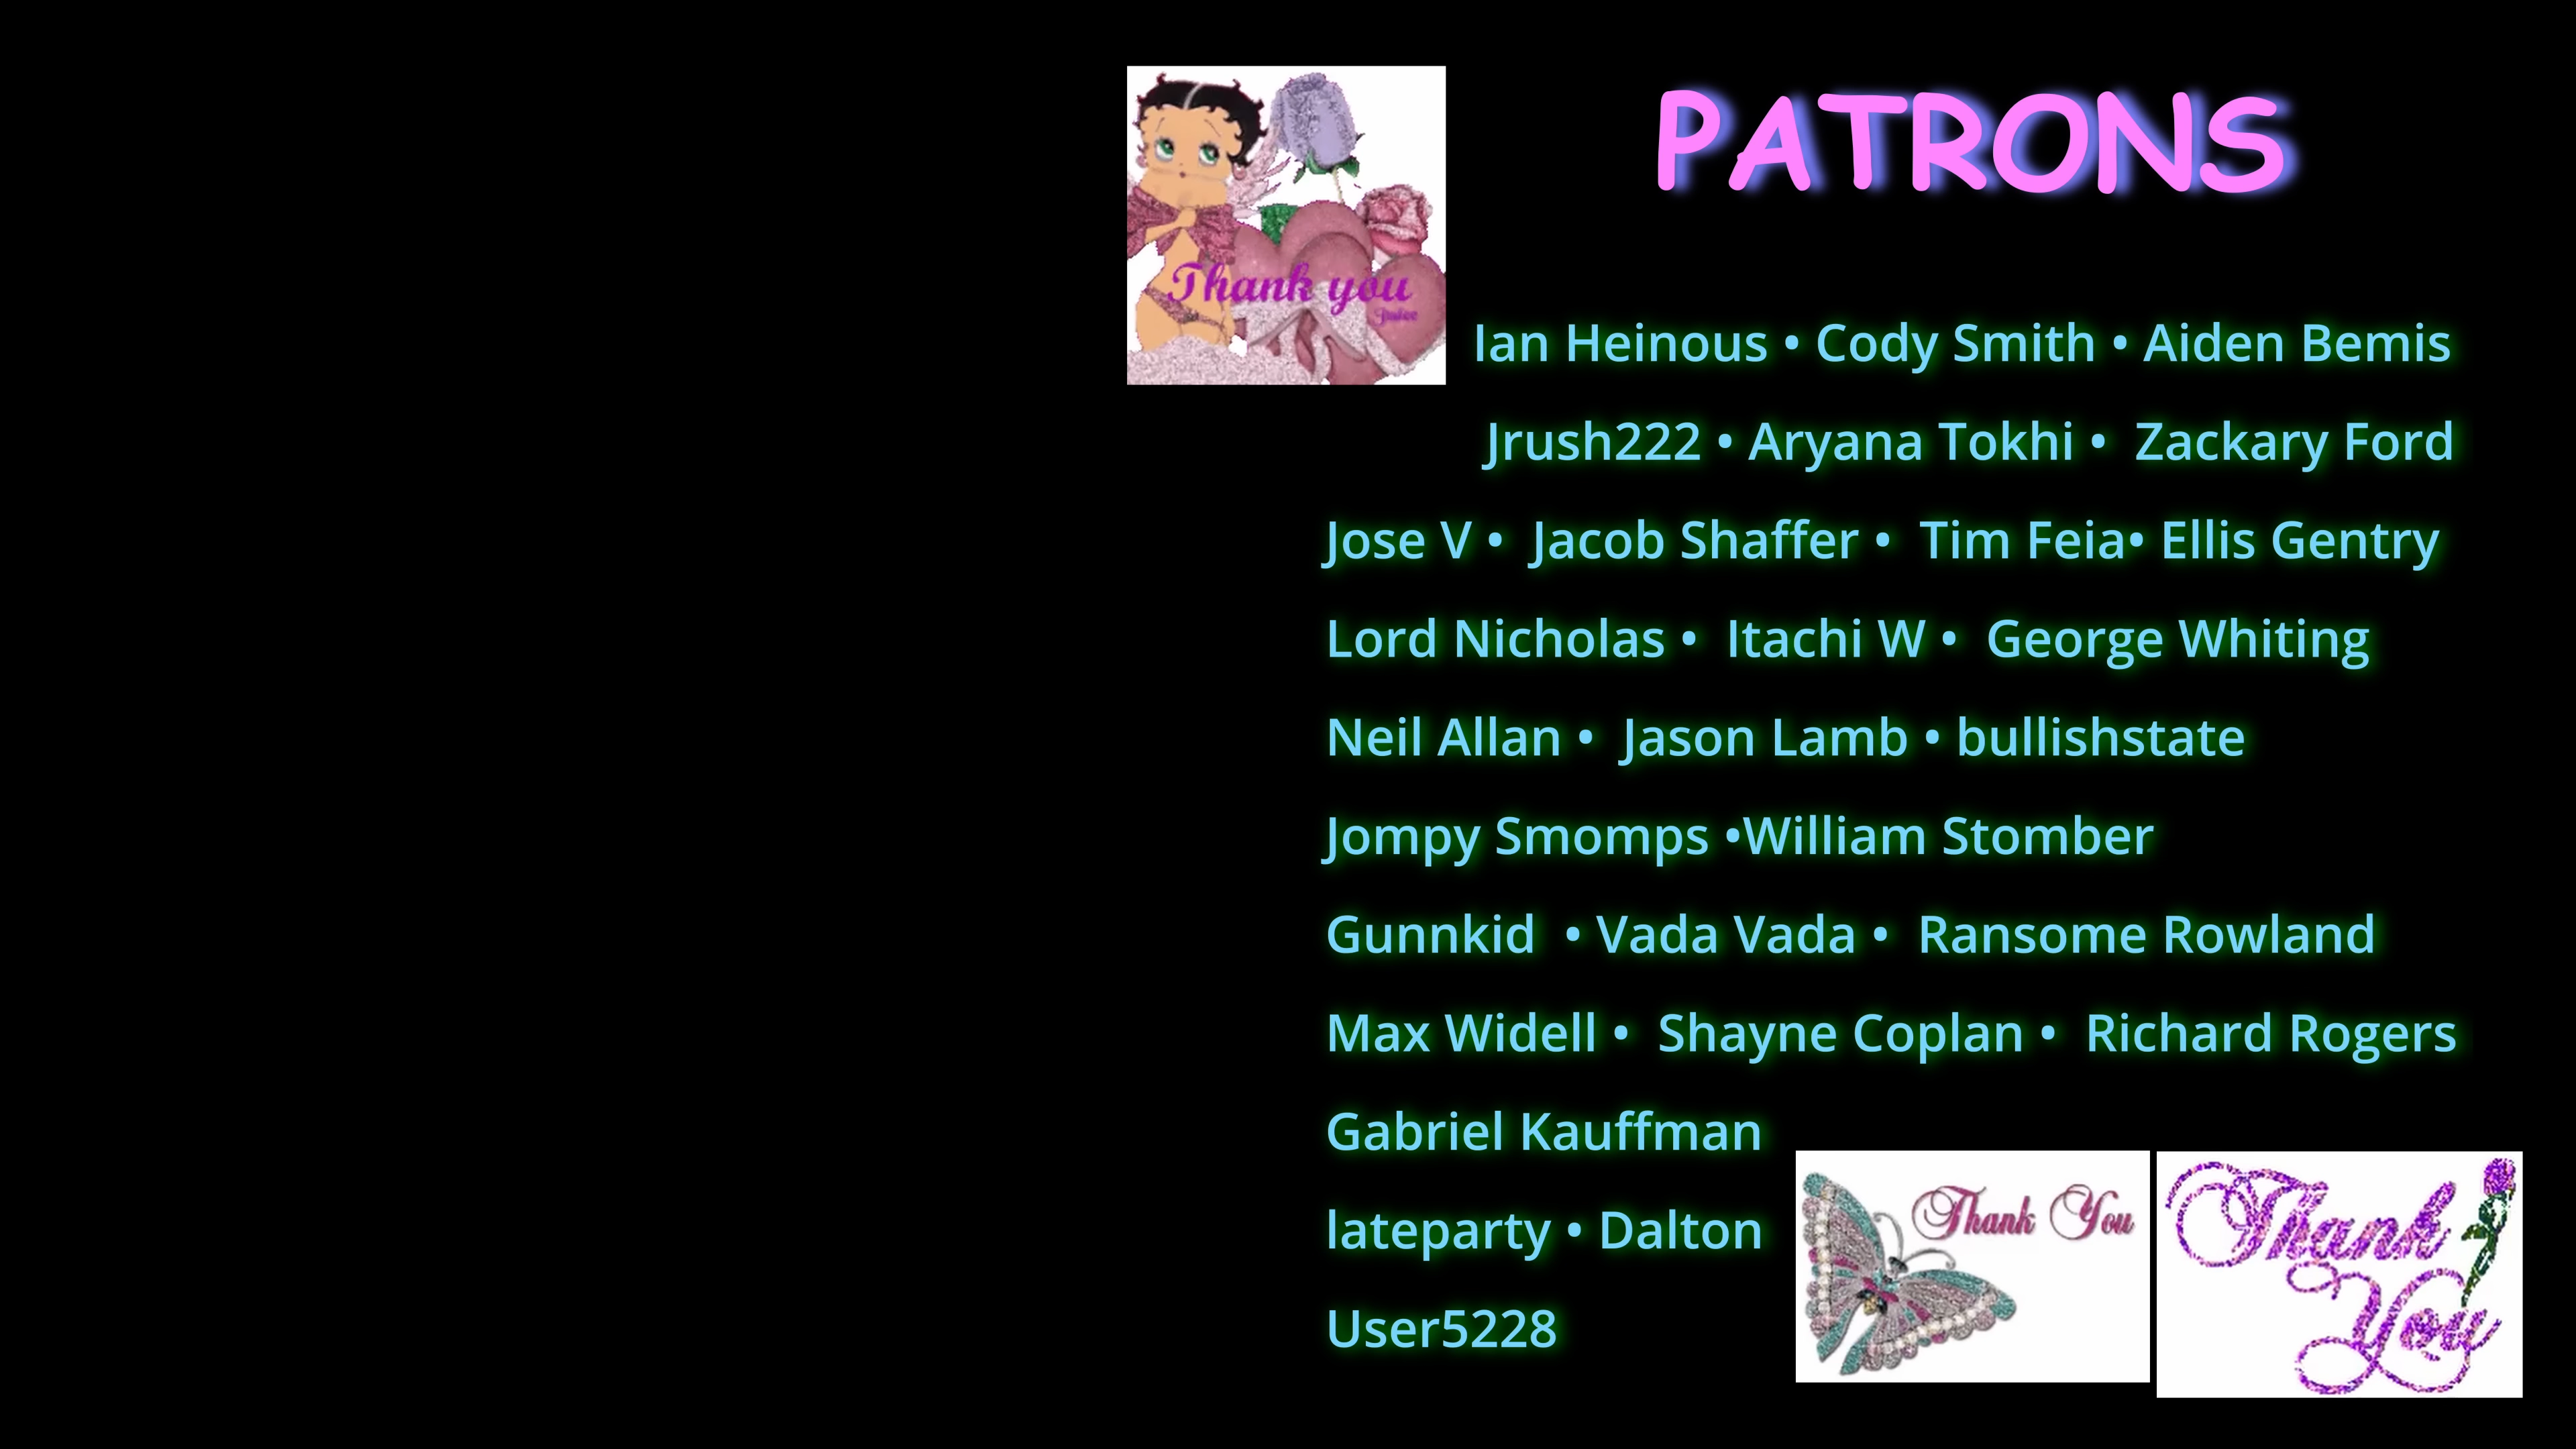 PATRONS
Thank you
Ian Heinous • Cody Smith • Aiden Bemis
Jrush222 • Aryana Tokhi •  Zackary Ford
Jose V •  Jacob Shaffer •  Tim Feia• Ellis Gentry
Lord Nicholas •  Itachi W •  George Whiting
Neil Allan •  Jason Lamb • bullishstate
Jompy Smomps •William Stomber
Gunnkid  • Vada Vada •  Ransome Rowland
Max Widell •  Shayne Coplan •  Richard Rogers
Gabriel Kauffman
lateparty • Dalton
User5228
Thank You
Thank
You